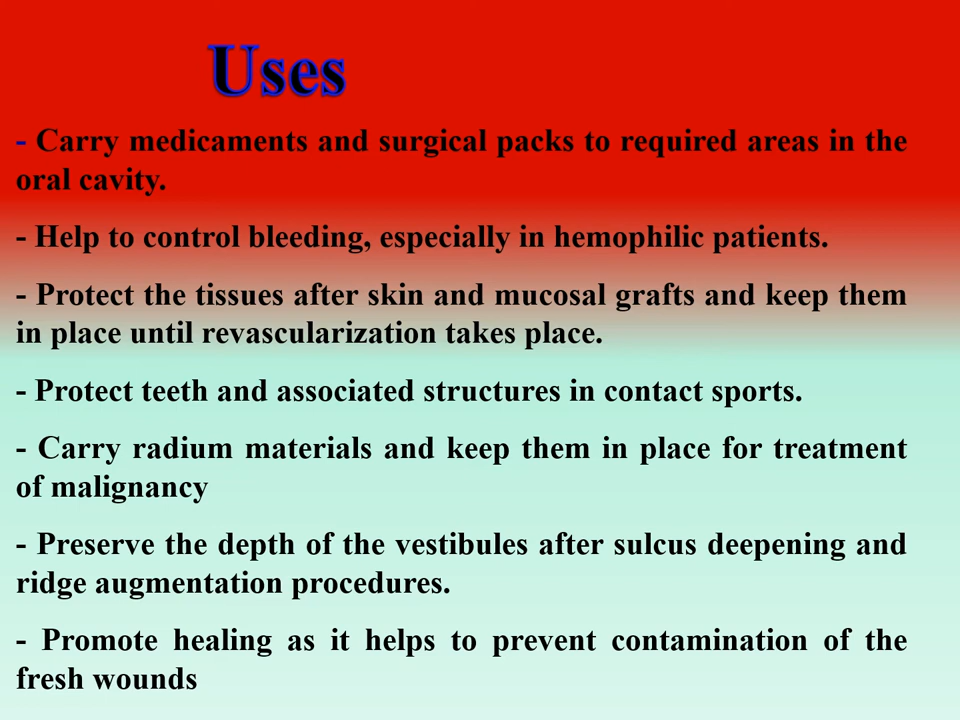 Uses
- Carry medicaments and surgical packs to required areas in the
oral cavity.
- Help to control bleeding, especially in hemophilic patients.
- Protect the tissues after skin and mucosal grafts and keep them
in place until revascularization takes place.
- Protect teeth and associated structures in contact sports.
- Carry radium materials and keep them in place for treatment
of malignancy
- Preserve the depth of the vestibules after sulcus deepening and
ridge augmentation procedures.
- Promote healing as it helps to prevent contamination of the
fresh wounds